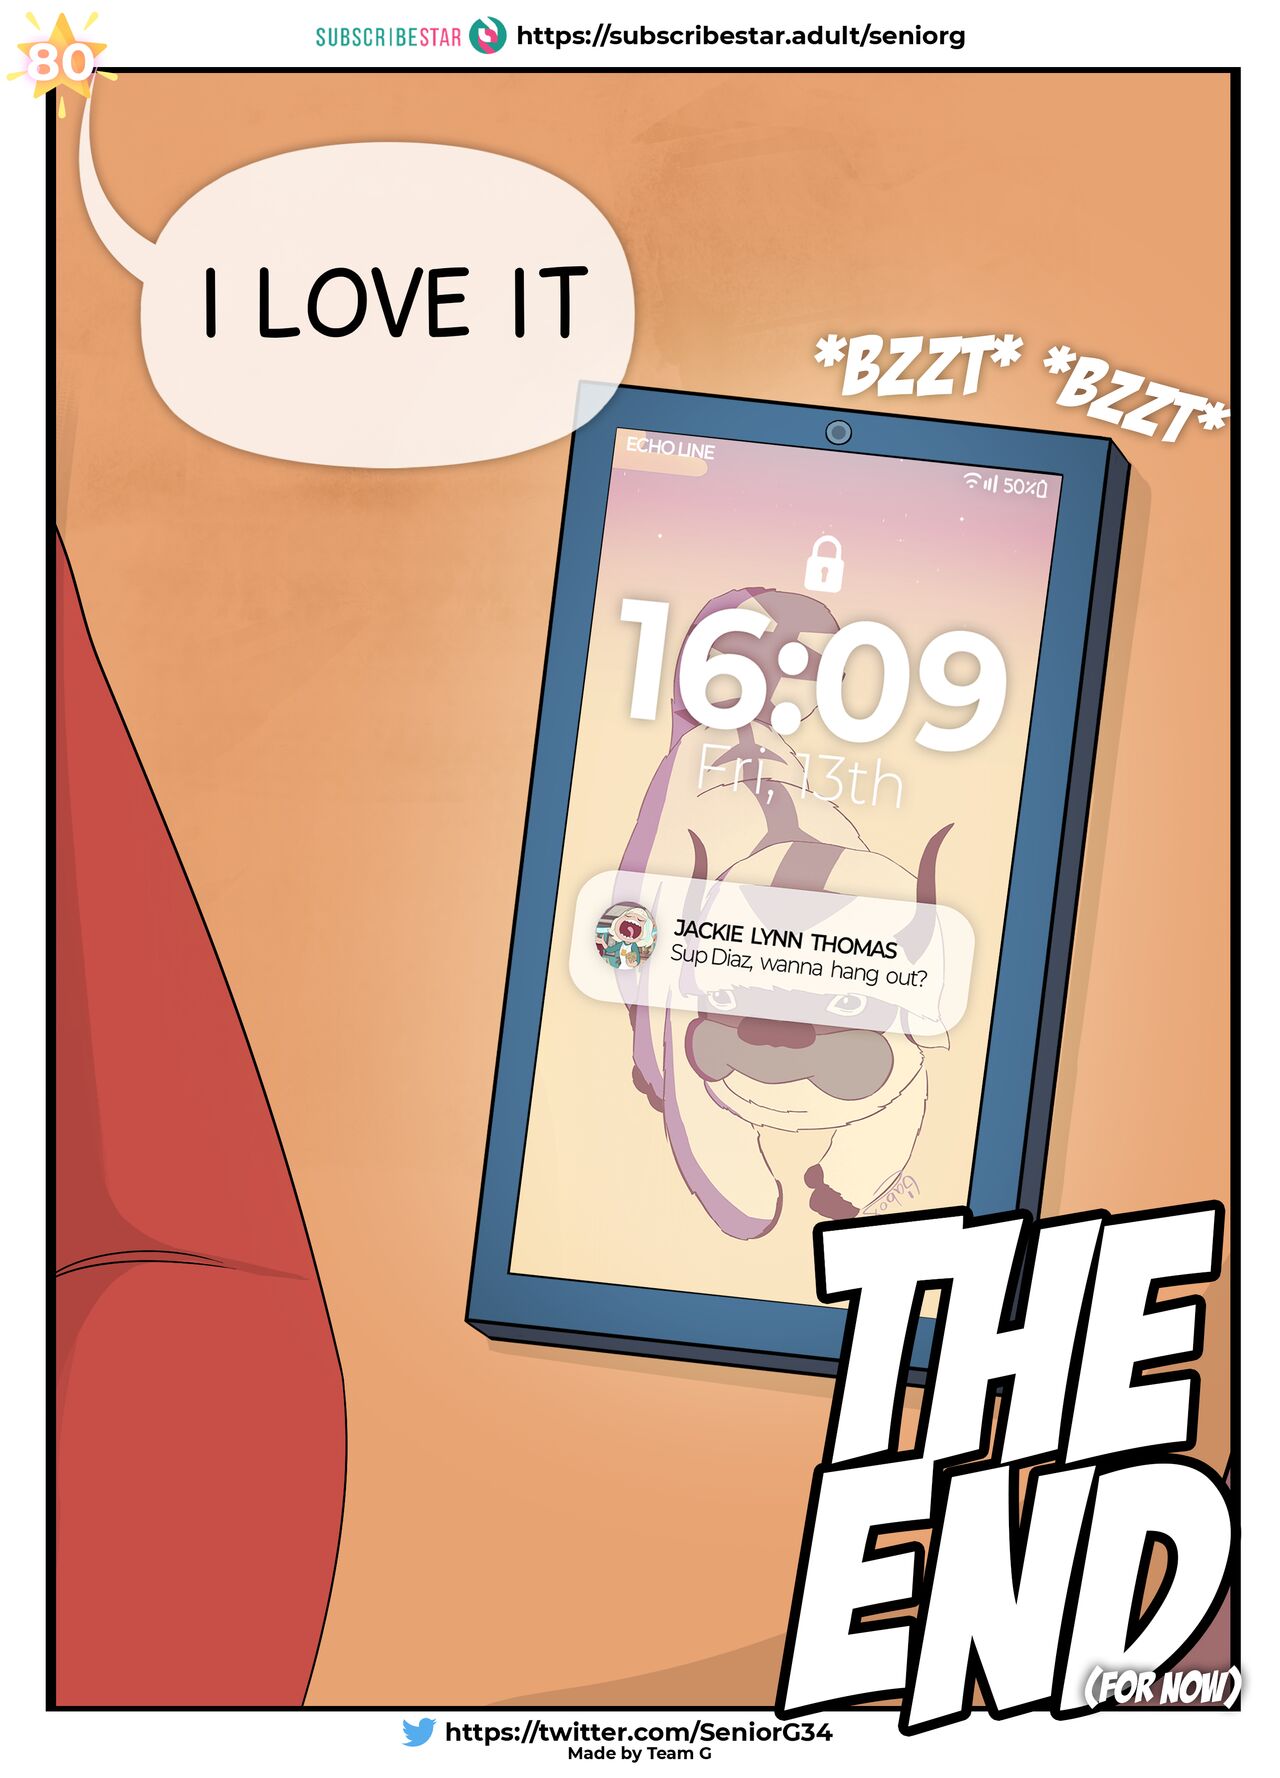 SUBSCRIBESTAR https://subscribestar.adult/seniorg
80
I LOVE IT
*BZZT* *BZZT*
ECHO LINE
50%
16:09
Fri, 13th
JACKIE LYNN THOMAS
Sup Diaz, wanna hang out?
Gabox
THE
END
(FOR NOW)
https://twitter.com/SeniorG34
Made by Team G